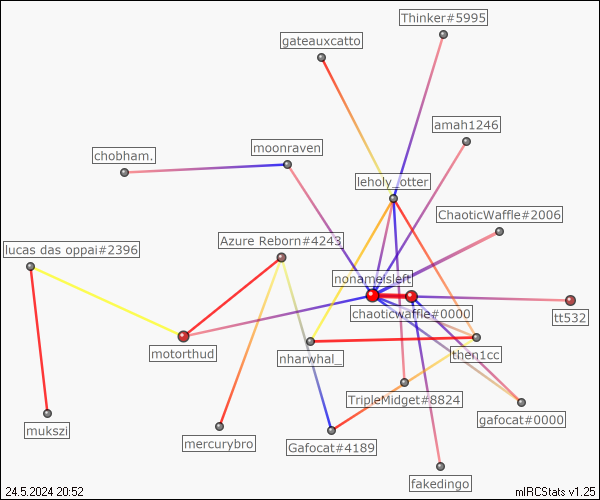 Thinker#5995
gateauxcatto
amah1246
moonraven
chobham.
leholy_otter
ChaoticWaffle#2006
Azure Reborn#4243
lucas das oppai#2396
nonameisleft
chaoticwaffle#0000
tt532
motorthud
nharwhal_
then1cc
TripleMidget#8824
gafocat#0000
mukszi
mercurybro
Gafocat#4189
fakedingo
24.5.2024 20:52
mIRCStats v1.25